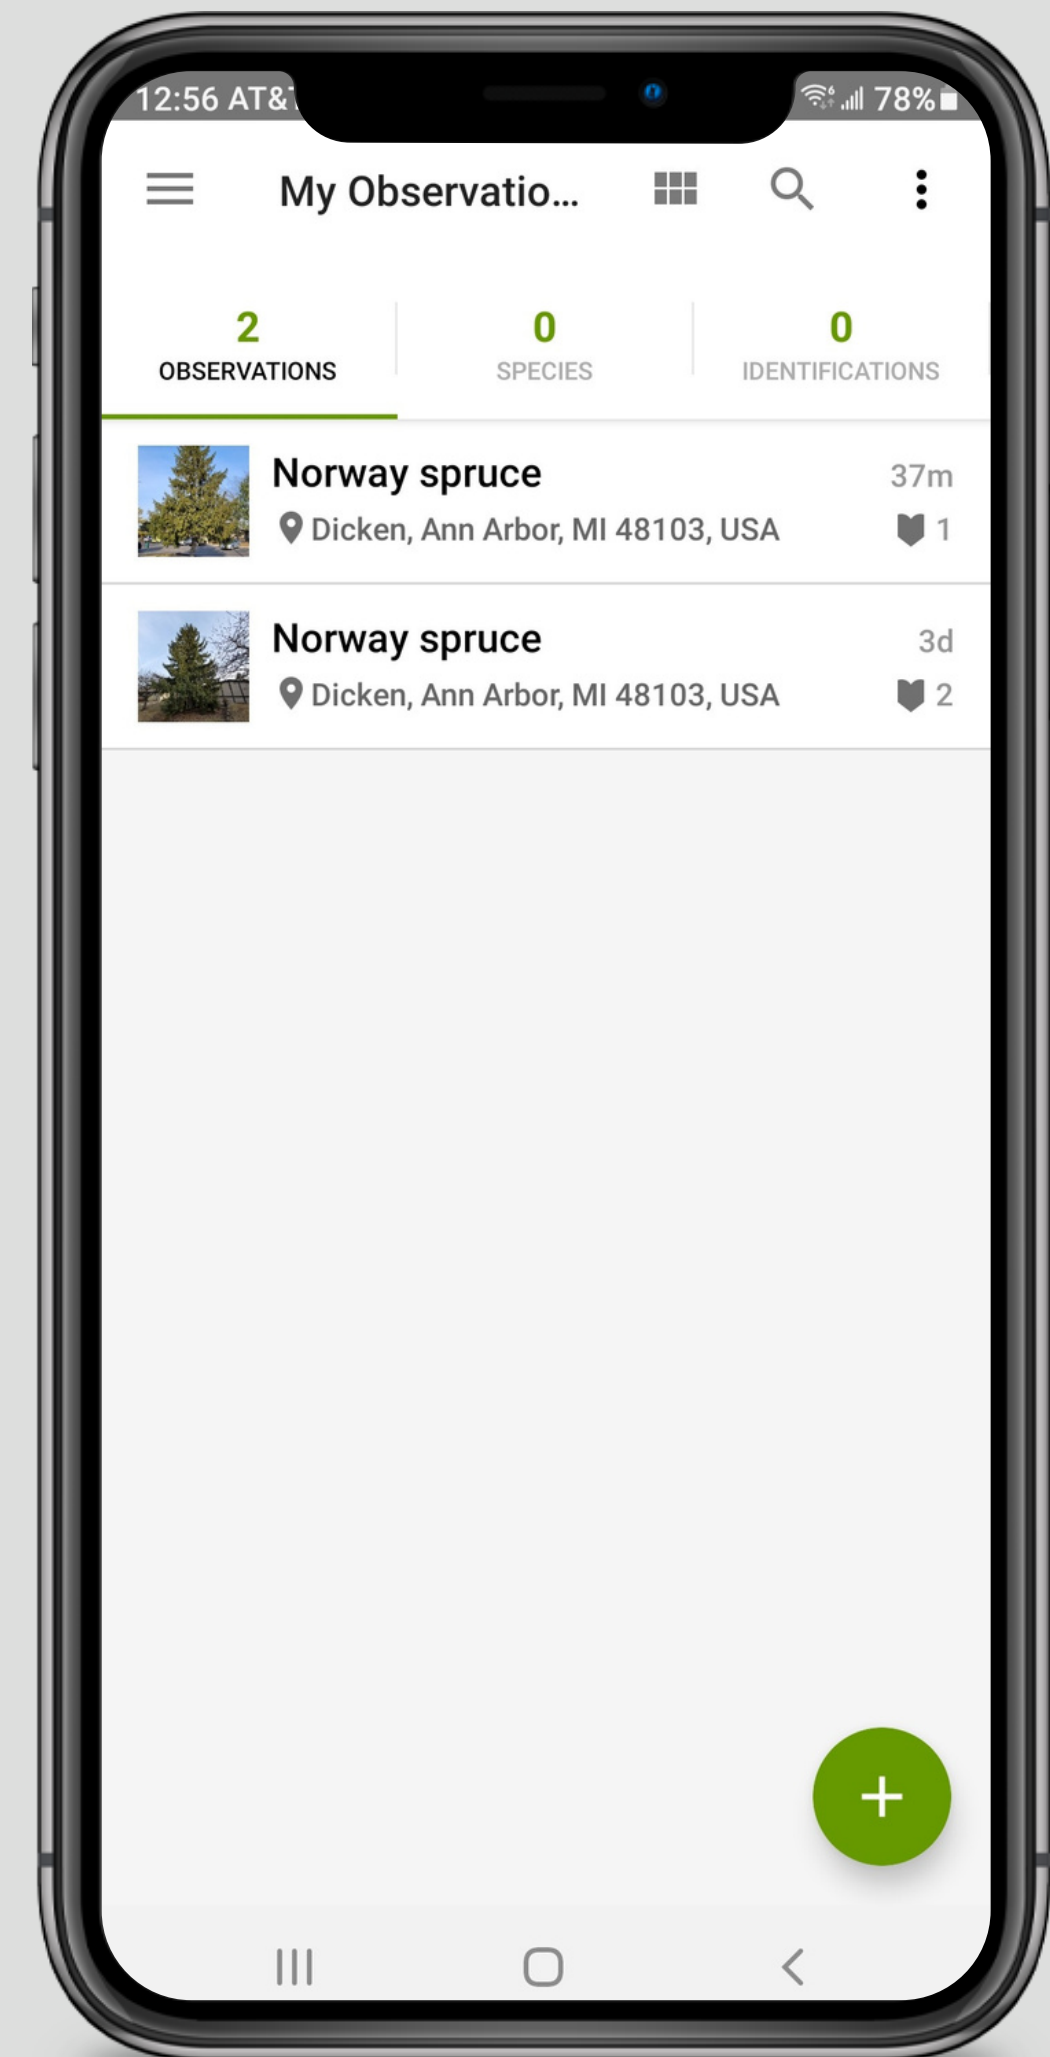 12:56 AT&T 78%
My Observatio...
2 0 0
OBSERVATIONS SPECIES IDENTIFICATIONS
Norway spruce 37m
Dicken, Ann Arbor, MI 48103, USA 1
Norway spruce 3d
Dicken, Ann Arbor, MI 48103, USA 2